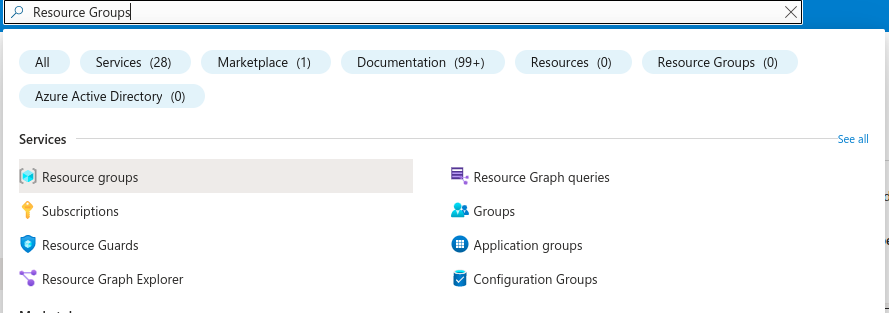 Resource Groups
All Services (28) Marketplace (1) Documentation (99+) Resources (0) Resource Groups (0)
Azure Active Directory (0)
Services See all
Resource groups Resource Graph queries
Subscriptions Groups
Resource Guards Application groups
Resource Graph Explorer Configuration Groups